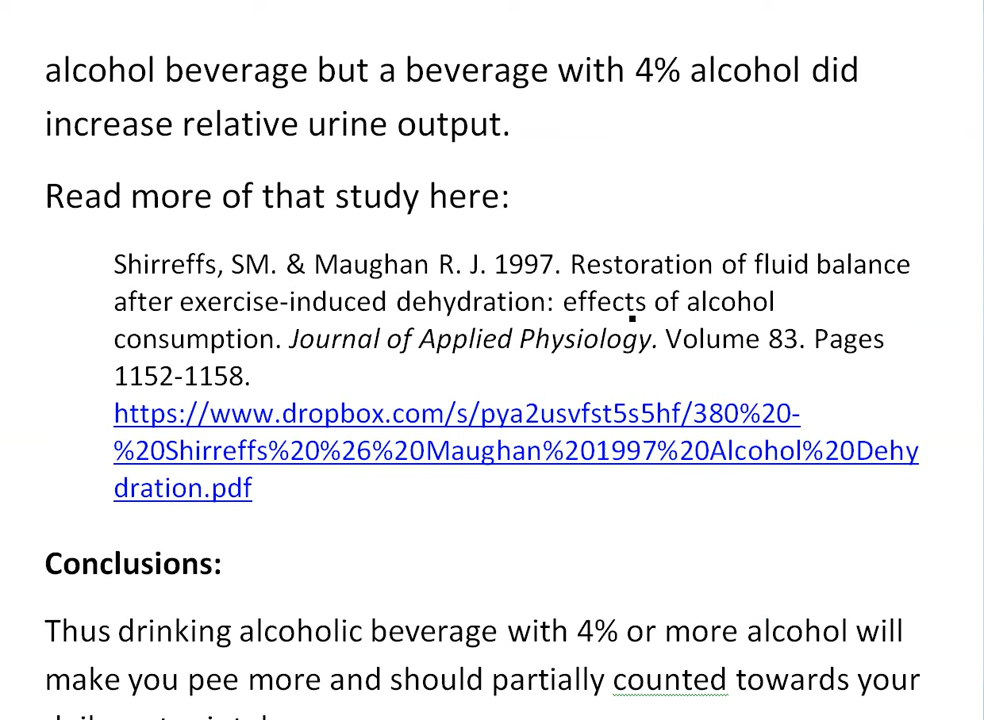 alcohol beverage but a beverage with 4% alcohol did
increase relative urine output.
Read more of that study here:
Shirreffs, SM. & Maughan R. J. 1997. Restoration of fluid balance
after exercise-induced dehydration: effects of alcohol
consumption. Journal of Applied Physiology. Volume 83. Pages
1152-1158.
https://www.dropbox.com/s/pya2usvfst5s5hf/380%20-
%20Shirreffs%20%26%20Maughan%201997%20Alcohol%20Dehy
dration.pdf
Conclusions:
Thus drinking alcoholic beverage with 4% or more alcohol will
make you pee more and should partially counted towards your